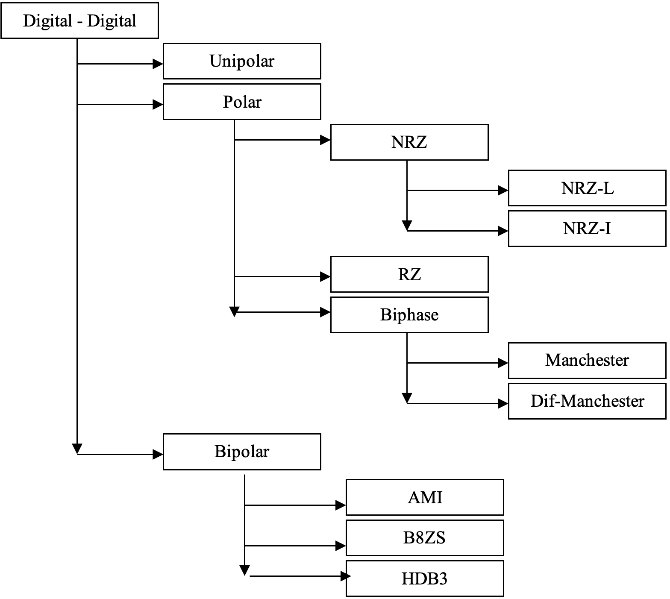 Digital - Digital
Unipolar
Polar
NRZ
NRZ-L
NRZ-I
RZ
Biphase
Manchester
Dif-Manchester
Bipolar
AMI
B8ZS
HDB3